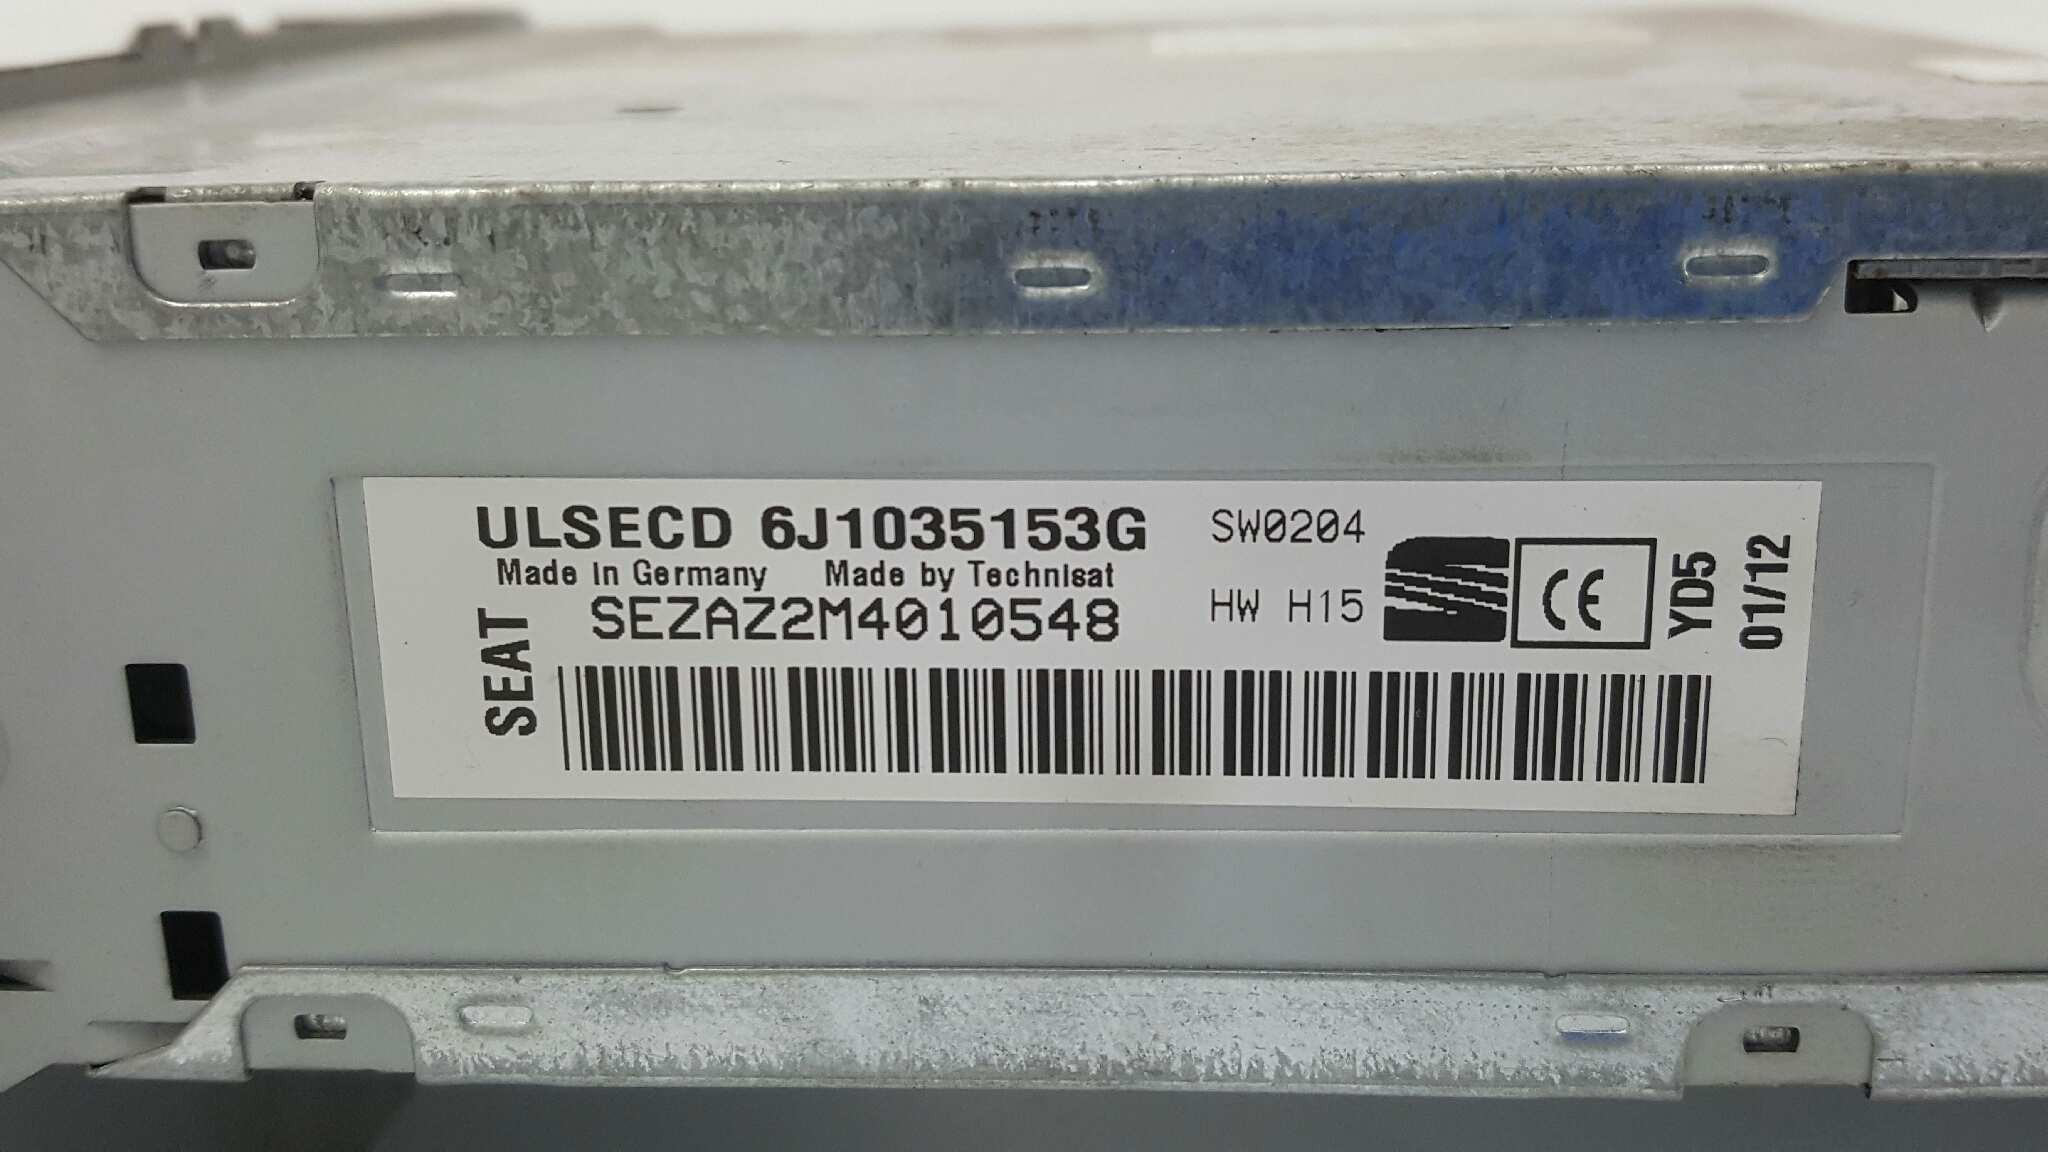 ULSECD 6J1035153G
SW0204
Made in Germany Made by Technisat
SEZAZ2M4010548
HW H15
SEAT
CE
YD5
01/12